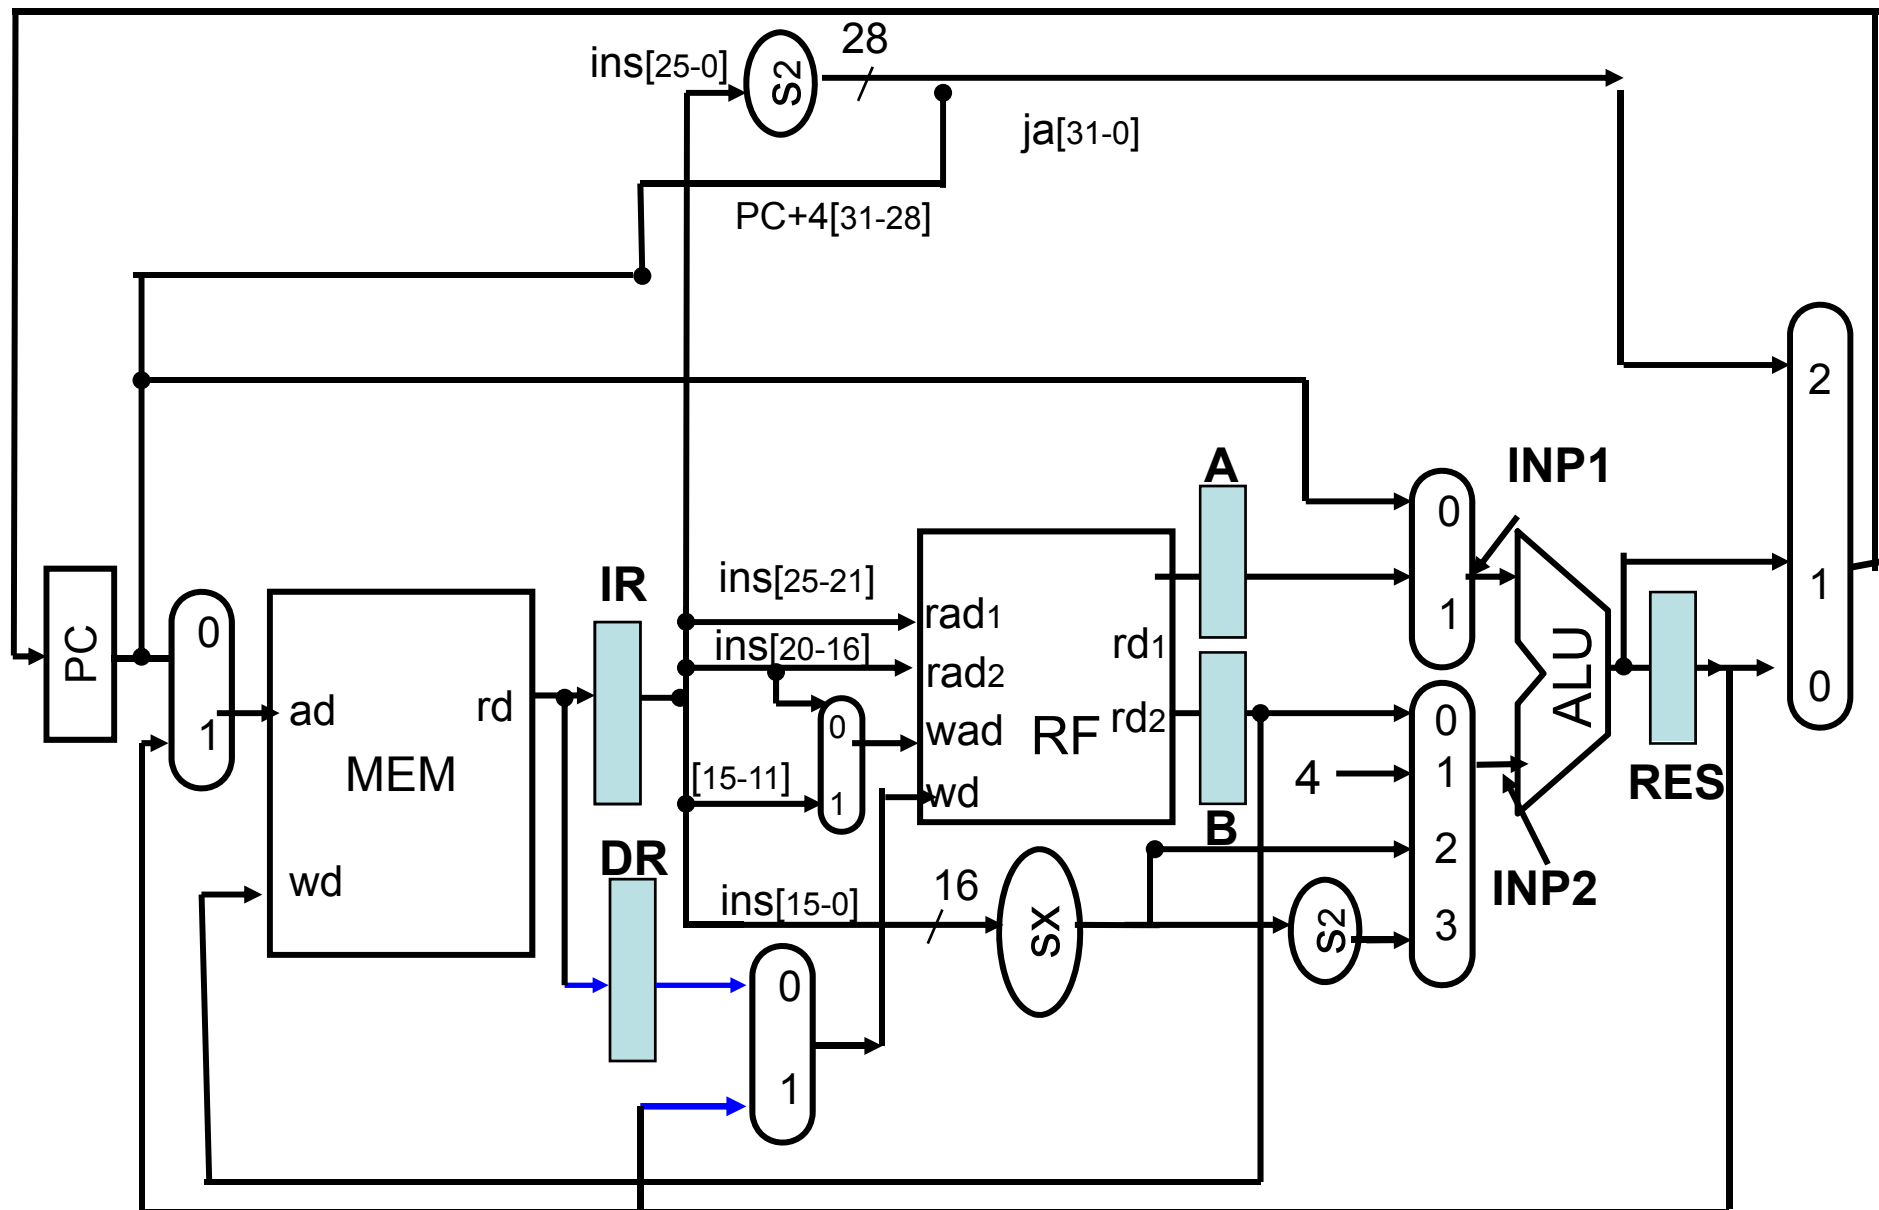 28
ins[25-0]
s2
ja[31-0]
PC+4[31-28]
2
A
INP1
0
IR
ins[25-21]
1
PC
0
rad1
ins[20-16]
rd1
ALU
1
rad2
0
ad
rd
0
rd2
0
1
wad
RF
MEM
[15-11]
1
4
1
RES
wd
B
DR
2
wd
16
INP2
ins[15-0]
sx
s2
3
0
1